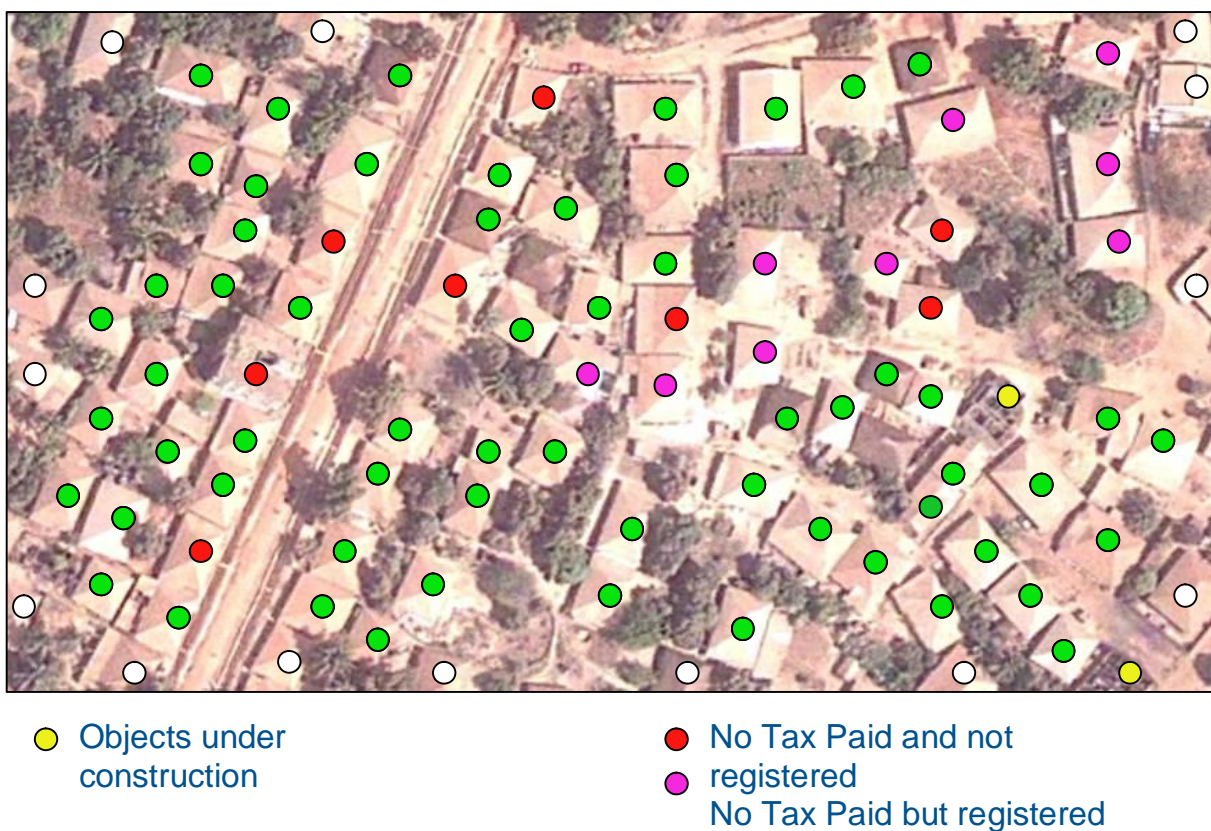 Objects under
construction
No Tax Paid and not
registered
No Tax Paid but registered